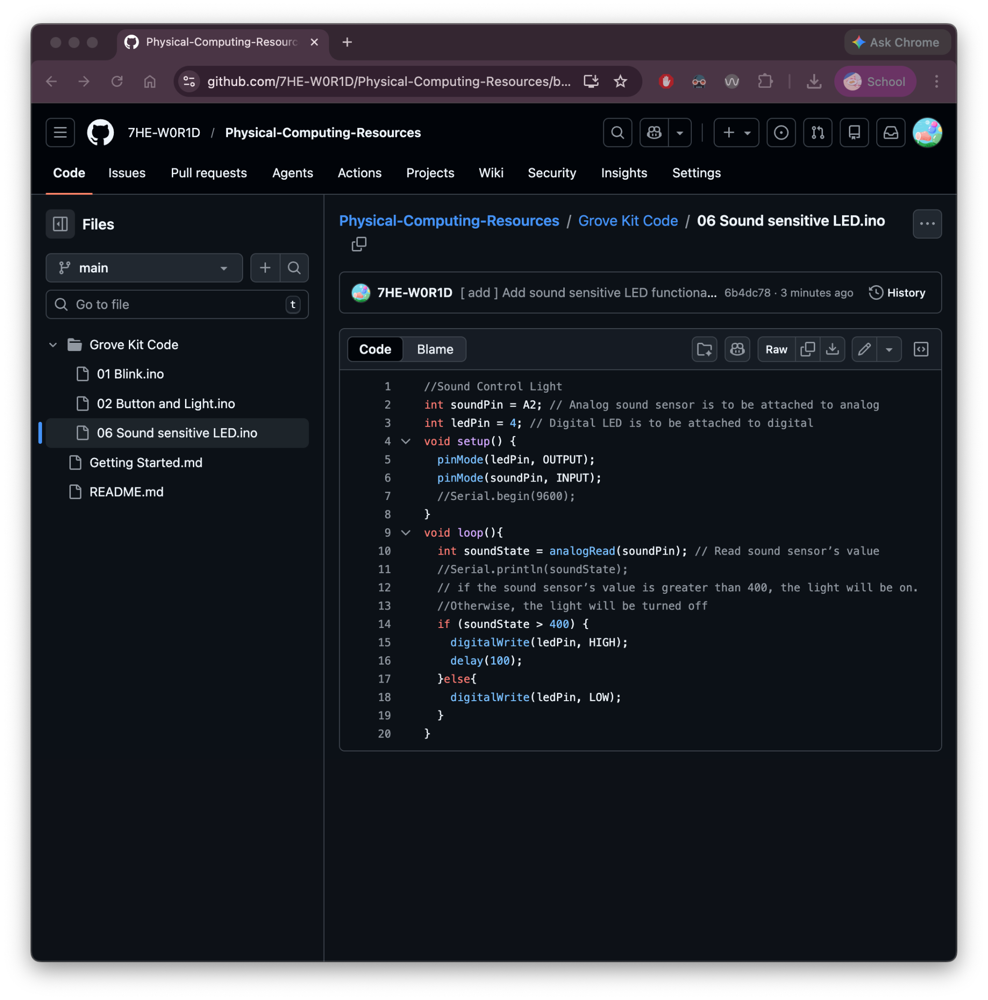 Physical-Computing-Resourc
Ask Chrome
github.com/7HE-W0R1D/Physical-Computing-Resources/b...
School
7HE-W0R1D / Physical-Computing-Resources
Code Issues Pull requests Agents Actions Projects Wiki Security Insights Settings
Files
main
Go to file t
Grove Kit Code
01 Blink.ino
02 Button and Light.ino
06 Sound sensitive LED.ino
Getting Started.md
README.md
Physical-Computing-Resources / Grove Kit Code / 06 Sound sensitive LED.ino
7HE-W0R1D [ add ] Add sound sensitive LED functiona... 6b4dc78 · 3 minutes ago History
Code Blame Raw
1 //Sound Control Light
2 int soundPin = A2; // Analog sound sensor is to be attached to analog
3 int ledPin = 4; // Digital LED is to be attached to digital
4 void setup() {
5 pinMode(ledPin, OUTPUT);
6 pinMode(soundPin, INPUT);
7 //Serial.begin(9600);
8 }
9 void loop(){
10 int soundState = analogRead(soundPin); // Read sound sensor’s value
11 //Serial.println(soundState);
12 // if the sound sensor’s value is greater than 400, the light will be on.
13 //Otherwise, the light will be turned off
14 if (soundState > 400) {
15 digitalWrite(ledPin, HIGH);
16 delay(100);
17 }else{
18 digitalWrite(ledPin, LOW);
19 }
20 }